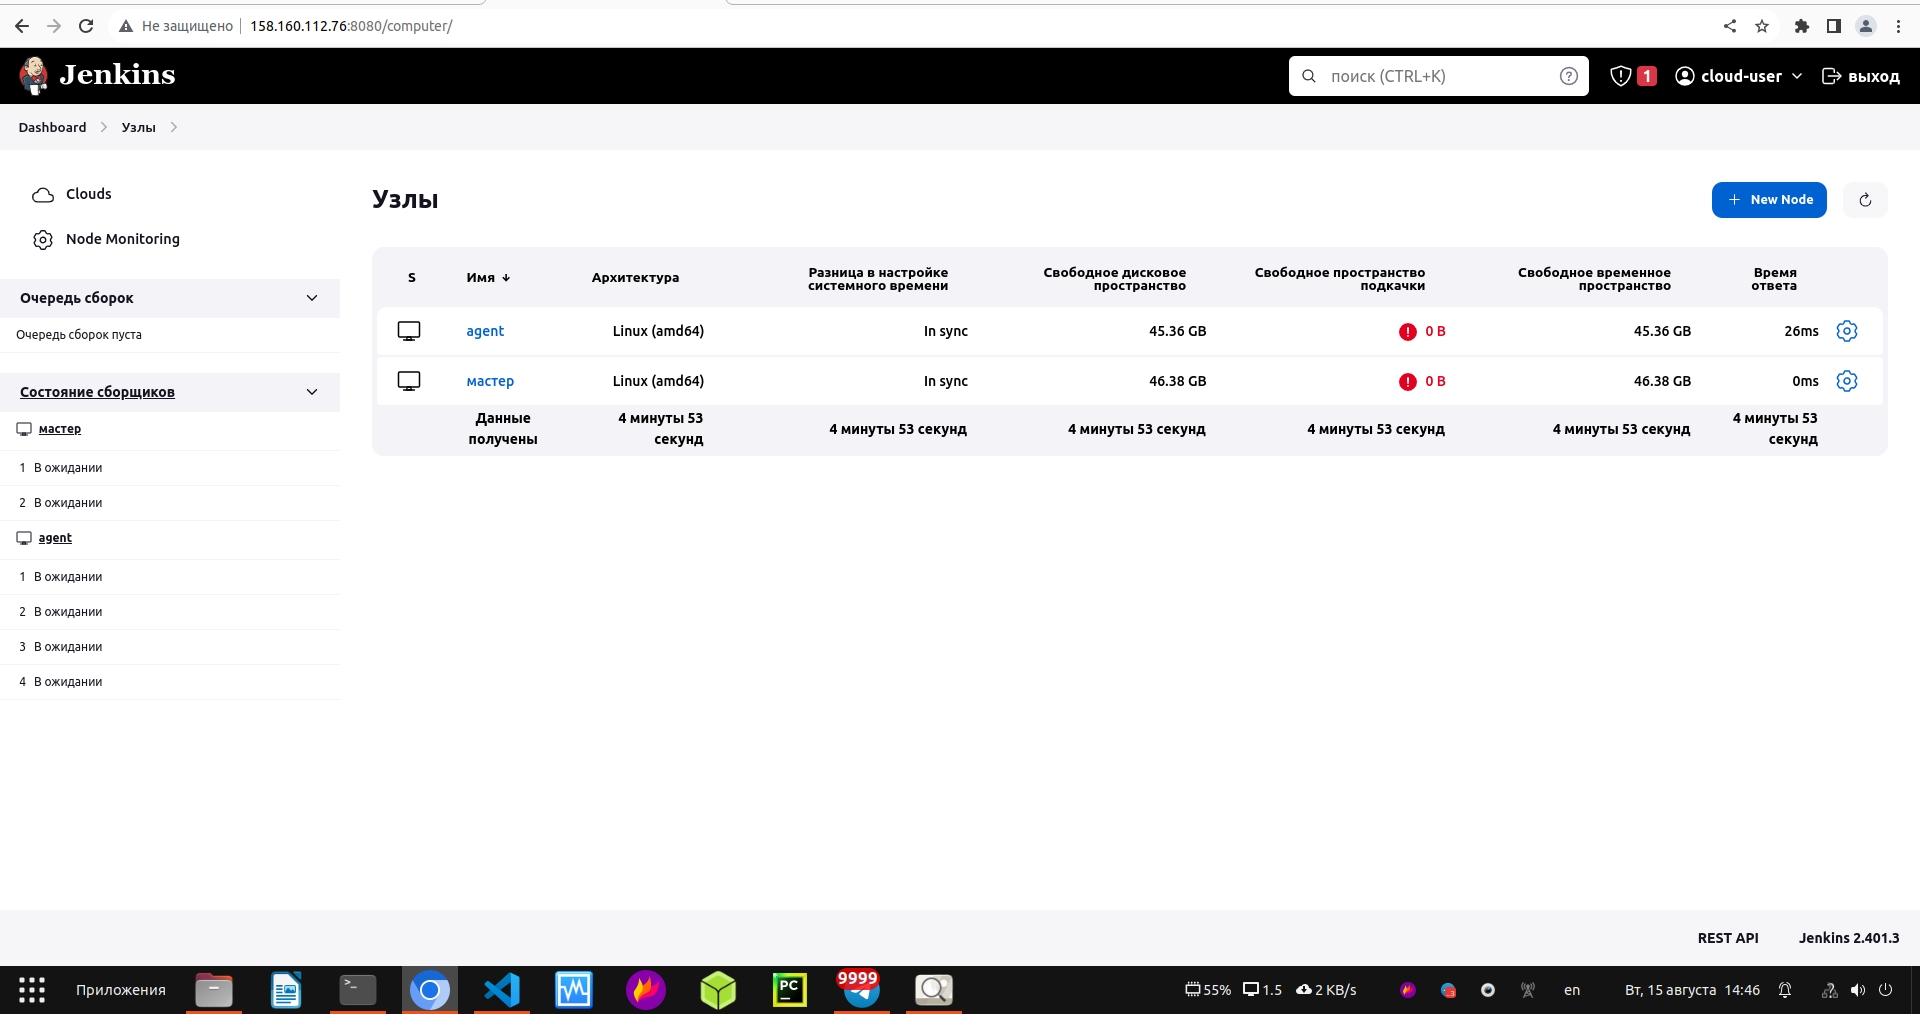 Не защищено
158.160.112.76:8080/computer/
Jenkins
поиск (CTRL+K)
1
cloud-user
выход
Dashboard
Узлы
Clouds
Node Monitoring
Очередь сборок
Очередь сборок пуста
Состояние сборщиков
мастер
1 В ожидании
2 В ожидании
agent
1 В ожидании
2 В ожидании
3 В ожидании
4 В ожидании
Узлы
+ New Node
S
Имя ↓
Архитектура
Разница в настройке
системного времени
Свободное дисковое
пространство
Свободное пространство
подкачки
Свободное временное
пространство
Время
ответа
agent
Linux (amd64)
In sync
45.36 GB
0 B
45.36 GB
26ms
мастер
Linux (amd64)
In sync
46.38 GB
0 B
46.38 GB
0ms
Данные
получены
4 минуты 53
секунд
4 минуты 53 секунд
4 минуты 53 секунд
4 минуты 53 секунд
4 минуты 53 секунд
4 минуты 53
секунд
REST API
Jenkins 2.401.3
Приложения
>_
PC
9999
55%
1.5
2 KB/s
en
Вт, 15 августа 14:46